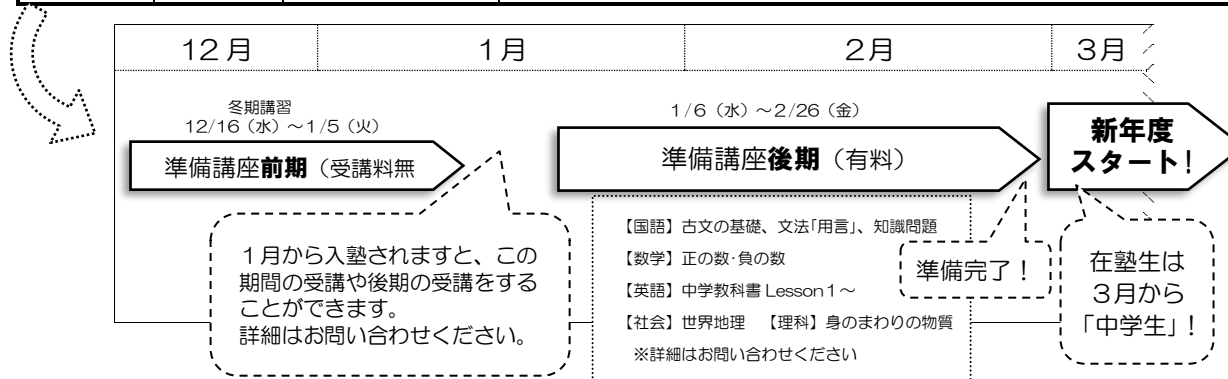 12月 1月 2月 3月
冬期講習
12/16（水）～1/5（火）
準備講座前期（受講料無
1/6（水）～2/26（金）
準備講座後期（有料）
新年度
スタート！
１月から入塾されますと、この
期間の受講や後期の受講をする
ことができます。
詳細はお問い合わせください。
【国語】古文の基礎、文法「用言」、知識問題
【数学】正の数・負の数
【英語】中学教科書 Lesson１～
【社会】世界地理　【理科】身のまわりの物質
※詳細はお問い合わせください
準備完了！
在塾生は
３月から
「中学生」！